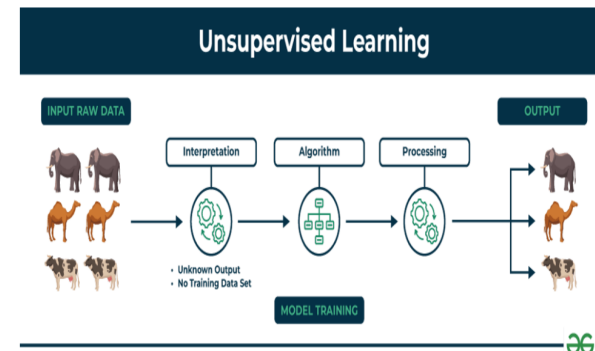 Unsupervised Learning
INPUT RAW DATA
OUTPUT
Interpretation
Algorithm
Processing
• Unknown Output
• No Training Data Set
MODEL TRAINING